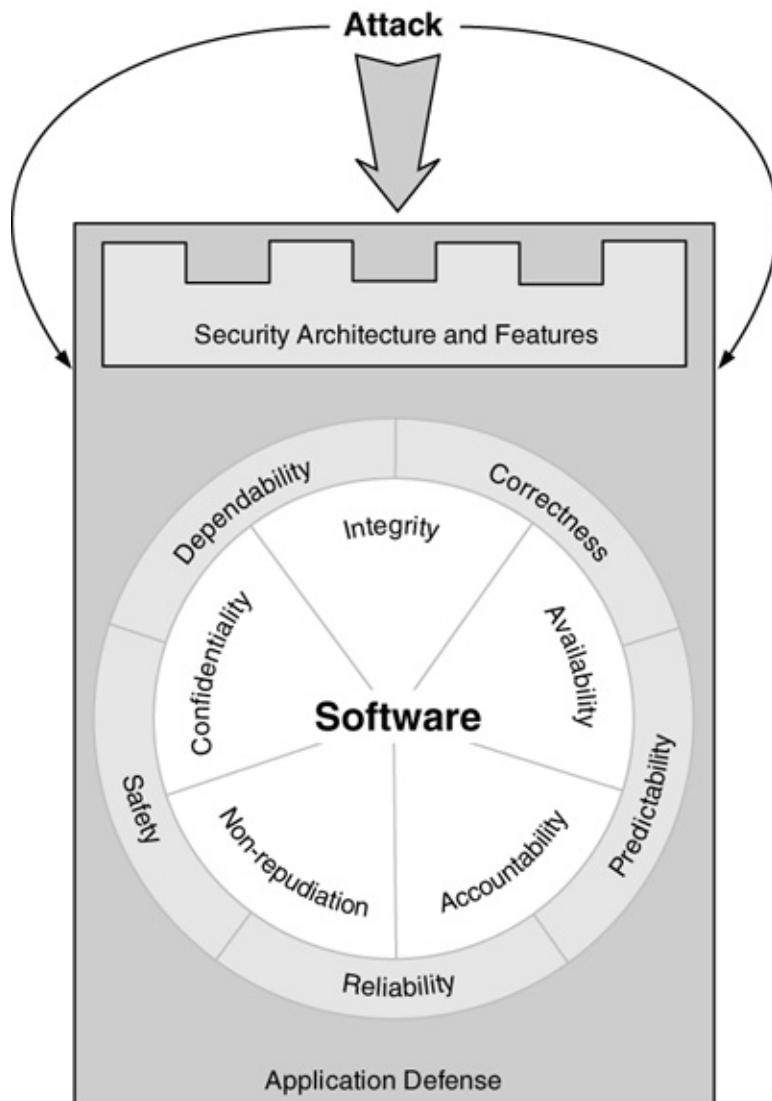 Attack
Security Architecture and Features
Dependability
Correctness
Integrity
Confidentiality
Availability
Software
Safety
Predictability
Non-repudiation
Accountability
Reliability
Application Defense